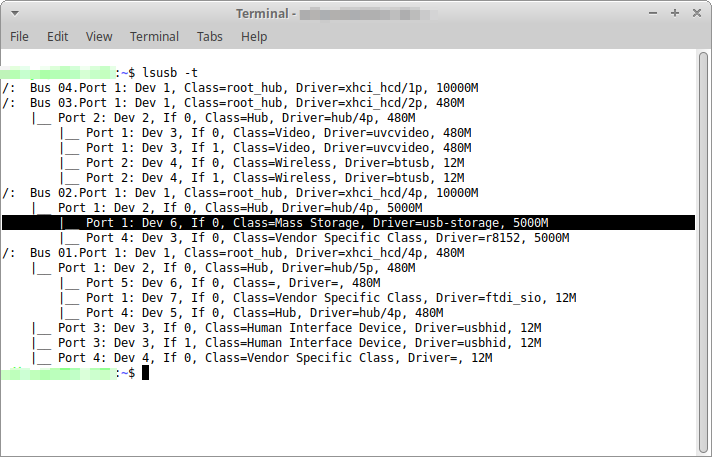 Terminal -
File Edit View Terminal Tabs Help
:~$ lsusb -t
/:  Bus 04.Port 1: Dev 1, Class=root_hub, Driver=xhci_hcd/1p, 10000M
/:  Bus 03.Port 1: Dev 1, Class=root_hub, Driver=xhci_hcd/2p, 480M
    |__ Port 2: Dev 2, If 0, Class=Hub, Driver=hub/4p, 480M
        |__ Port 1: Dev 3, If 0, Class=Video, Driver=uvcvideo, 480M
        |__ Port 1: Dev 3, If 1, Class=Video, Driver=uvcvideo, 480M
        |__ Port 2: Dev 4, If 0, Class=Wireless, Driver=btusb, 12M
        |__ Port 2: Dev 4, If 1, Class=Wireless, Driver=btusb, 12M
/:  Bus 02.Port 1: Dev 1, Class=root_hub, Driver=xhci_hcd/4p, 10000M
    |__ Port 1: Dev 2, If 0, Class=Hub, Driver=hub/4p, 5000M
        |__ Port 1: Dev 6, If 0, Class=Mass Storage, Driver=usb-storage, 5000M
        |__ Port 4: Dev 3, If 0, Class=Vendor Specific Class, Driver=r8152, 5000M
/:  Bus 01.Port 1: Dev 1, Class=root_hub, Driver=xhci_hcd/4p, 480M
    |__ Port 1: Dev 2, If 0, Class=Hub, Driver=hub/5p, 480M
        |__ Port 5: Dev 6, If 0, Class=, Driver=, 480M
        |__ Port 1: Dev 7, If 0, Class=Vendor Specific Class, Driver=ftdi_sio, 12M
        |__ Port 4: Dev 5, If 0, Class=Hub, Driver=hub/4p, 480M
    |__ Port 3: Dev 3, If 0, Class=Human Interface Device, Driver=usbhid, 12M
    |__ Port 3: Dev 3, If 1, Class=Human Interface Device, Driver=usbhid, 12M
    |__ Port 4: Dev 4, If 0, Class=Vendor Specific Class, Driver=, 12M
:~$